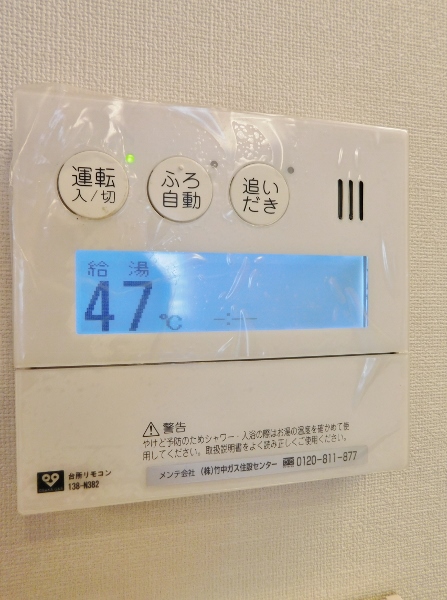 運転
入/切
ふろ
自動
追い
だき
給 湯
47℃
-:--
警告
やけど予防のためシャワー・入浴の際はお湯の温度を確かめて使
用してください。取扱説明書をよく読み正しくご使用ください。
メンテ会社 (株)竹中ガス住設センター 0120-811-877
台所リモコン
138-N382